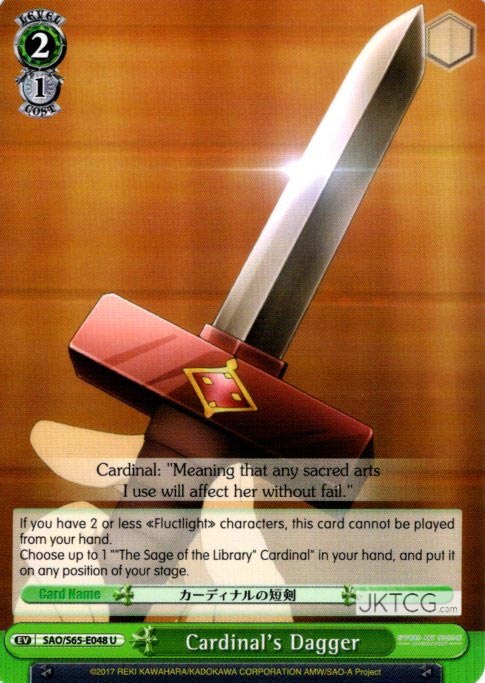 LEVEL
2
1
COST
Cardinal: "Meaning that any sacred arts
I use will affect her without fail."
If you have 2 or less «Fluctlight» characters, this card cannot be played
from your hand.
Choose up to 1 ""The Sage of the Library" Cardinal" in your hand, and put it
on any position of your stage.
Card Name
カーディナルの短剣
JKTCG.com
EV
SAO/S65-E048 U
Cardinal's Dagger
SWORD ART ONLINE
©2017 REKI KAWAHARA/KADOKAWA CORPORATION AMW/SAO-A Project